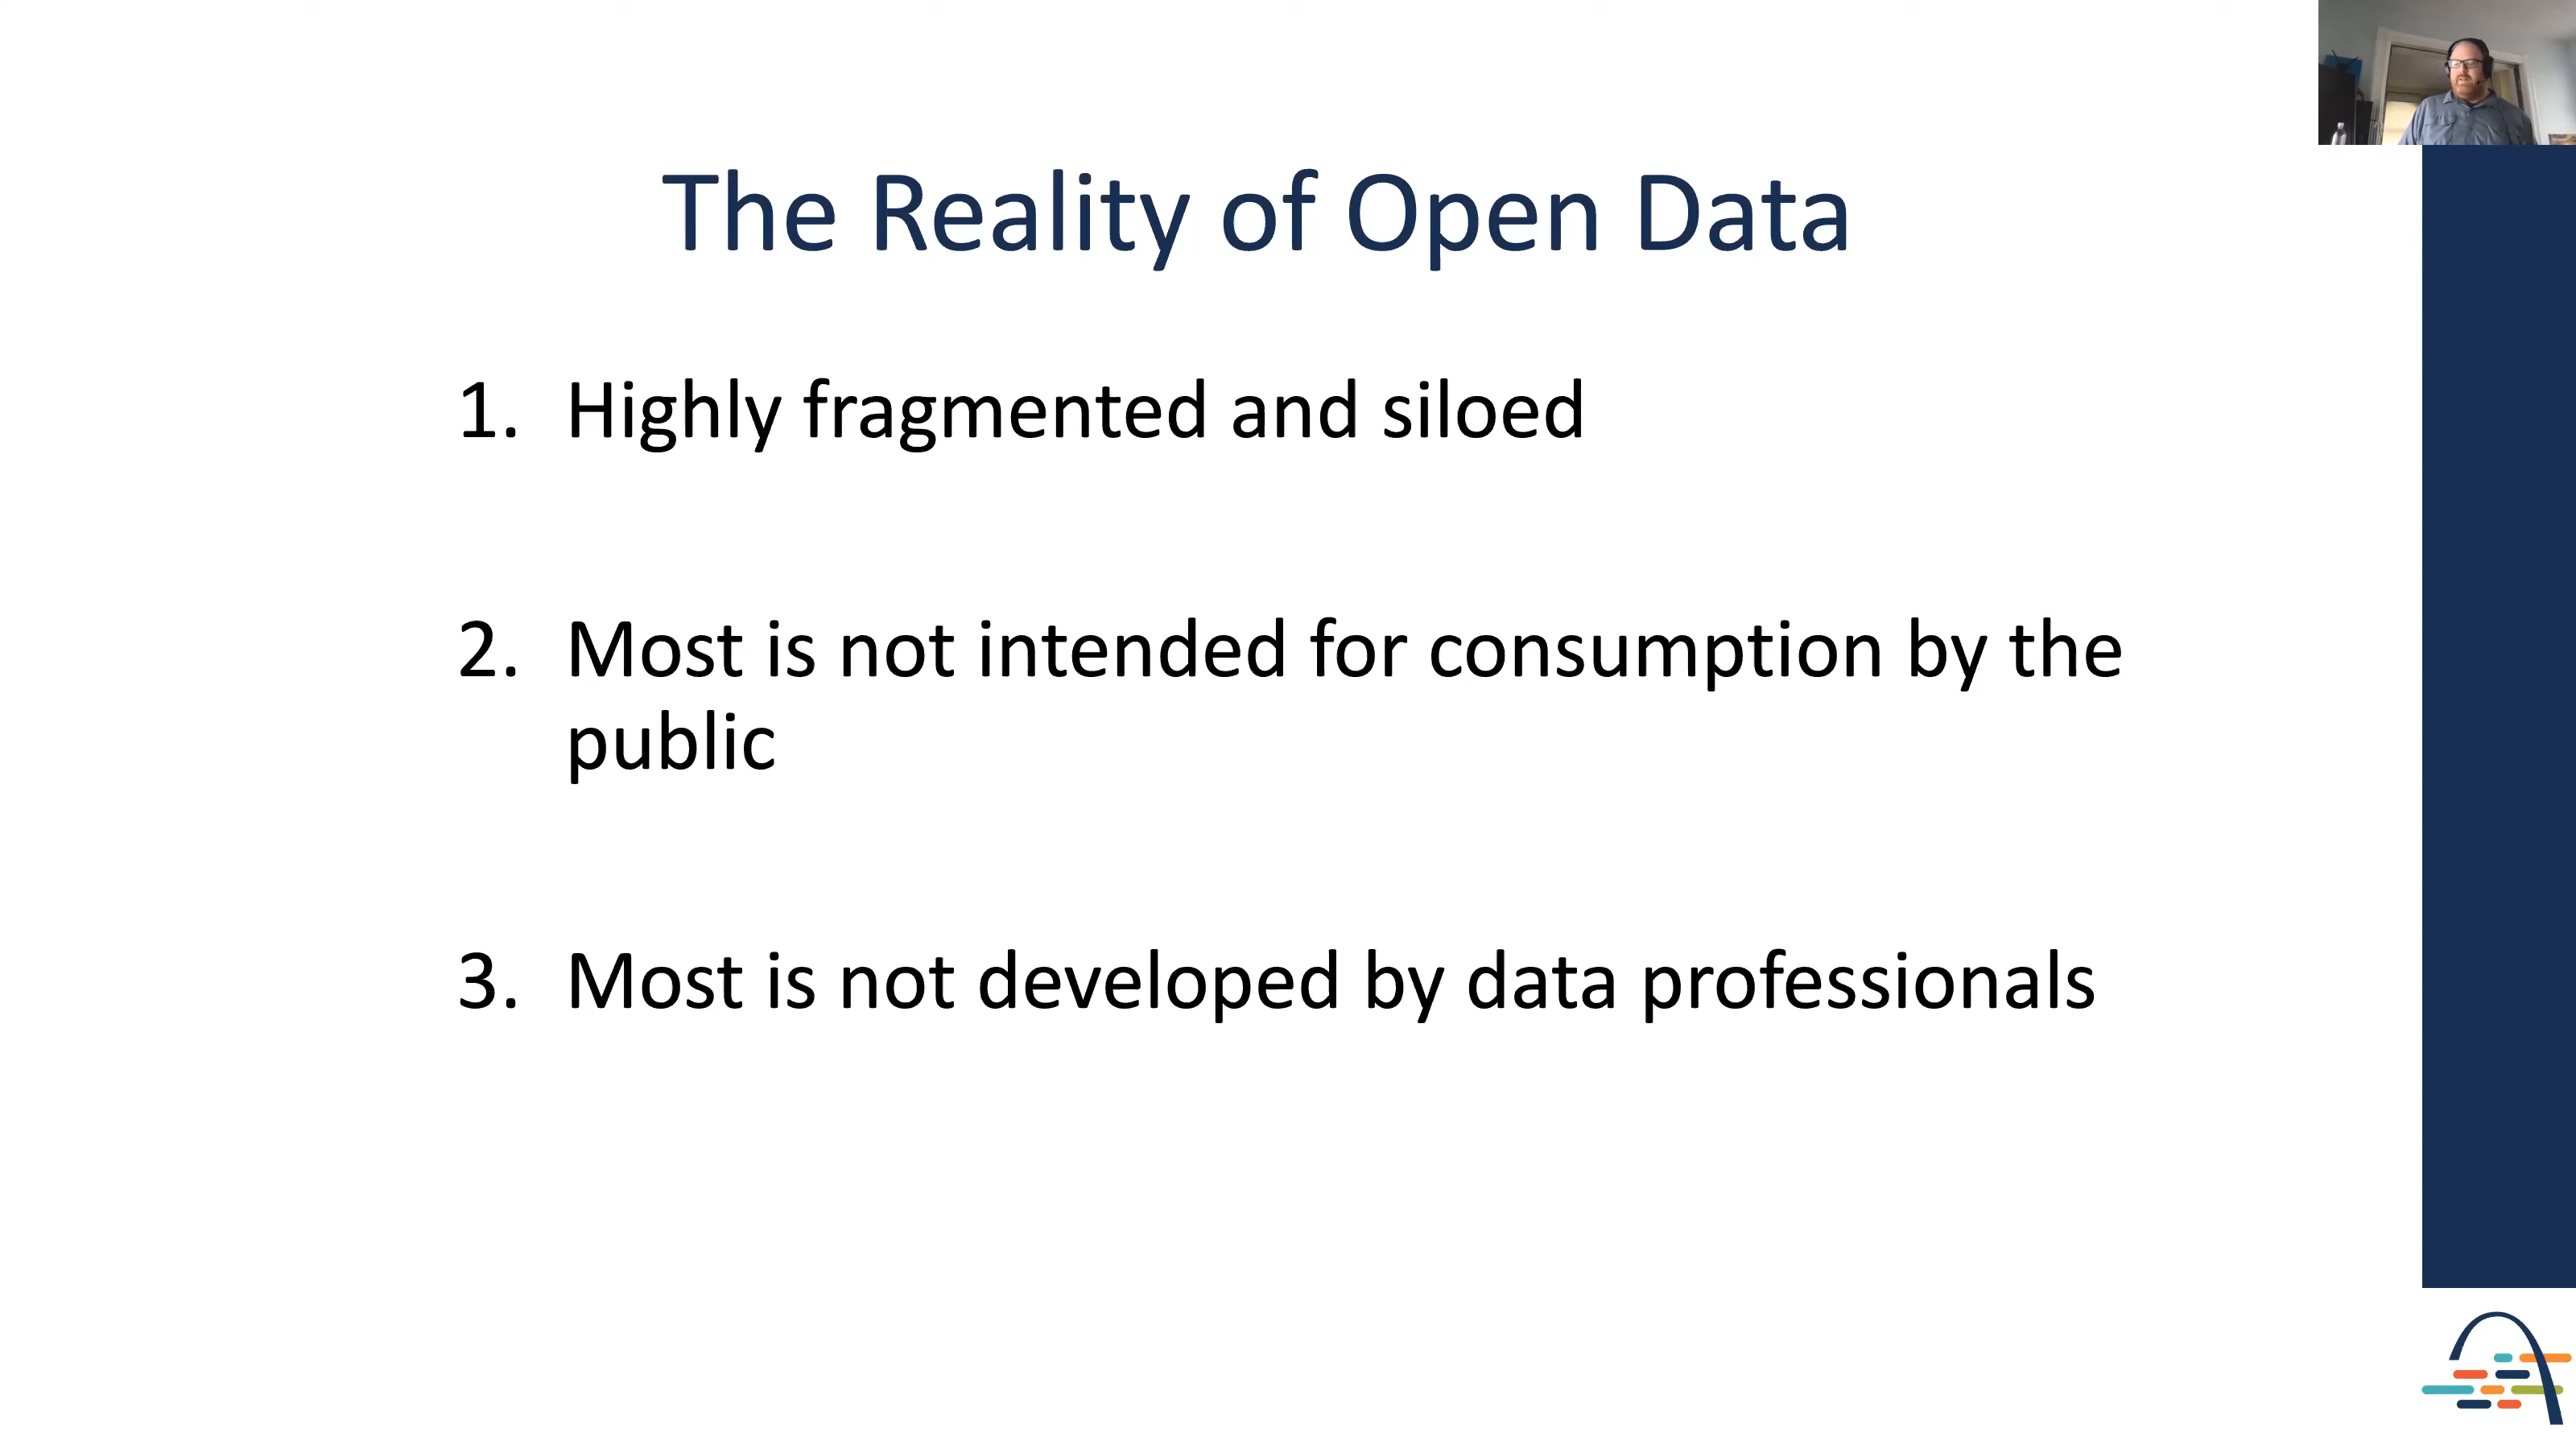 The Reality of Open Data
1. Highly fragmented and siloed
2. Most is not intended for consumption by the
public
3. Most is not developed by data professionals